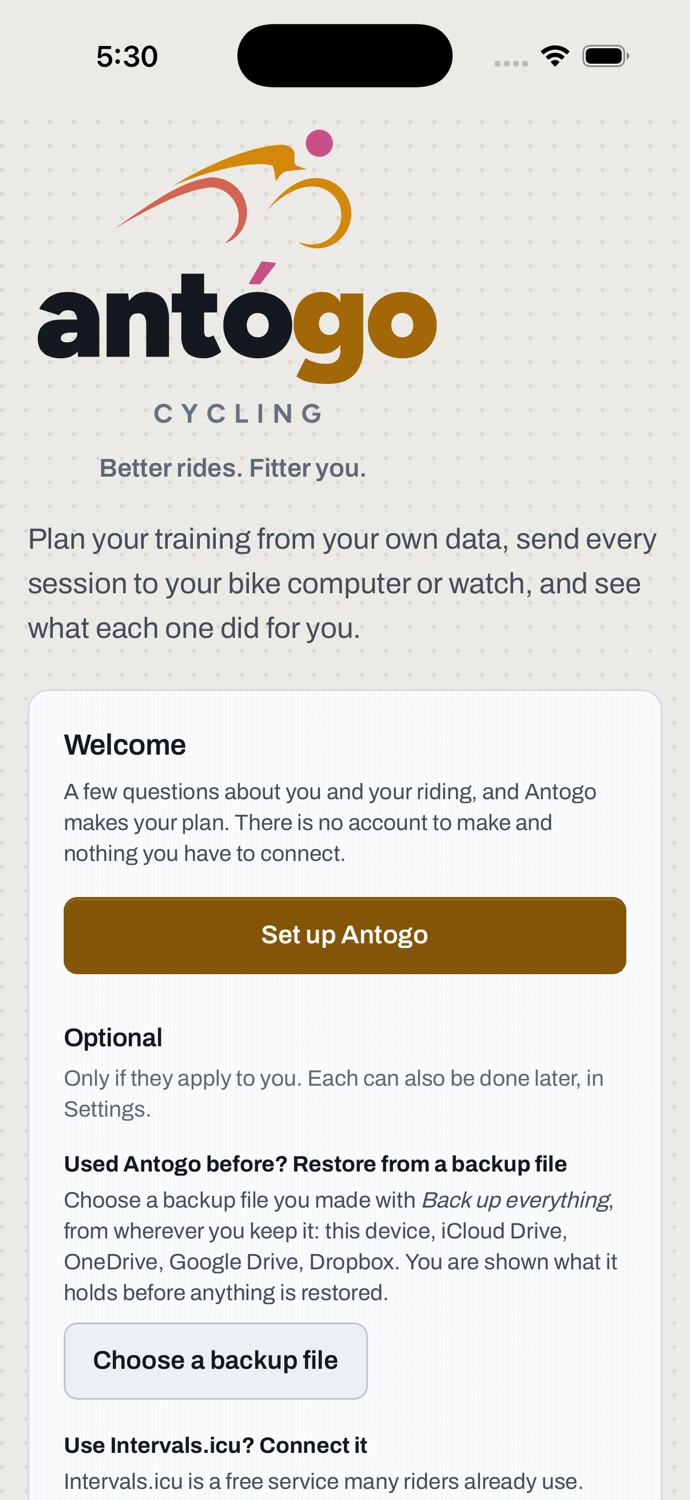 5:30
antógo
CYCLING
Better rides. Fitter you.
Plan your training from your own data, send every
session to your bike computer or watch, and see
what each one did for you.
Welcome
A few questions about you and your riding, and Antogo
makes your plan. There is no account to make and
nothing you have to connect.
Set up Antogo
Optional
Only if they apply to you. Each can also be done later, in
Settings.
Used Antogo before? Restore from a backup file
Choose a backup file you made with Back up everything,
from wherever you keep it: this device, iCloud Drive,
OneDrive, Google Drive, Dropbox. You are shown what it
holds before anything is restored.
Choose a backup file
Use Intervals.icu? Connect it
Intervals.icu is a free service many riders already use.